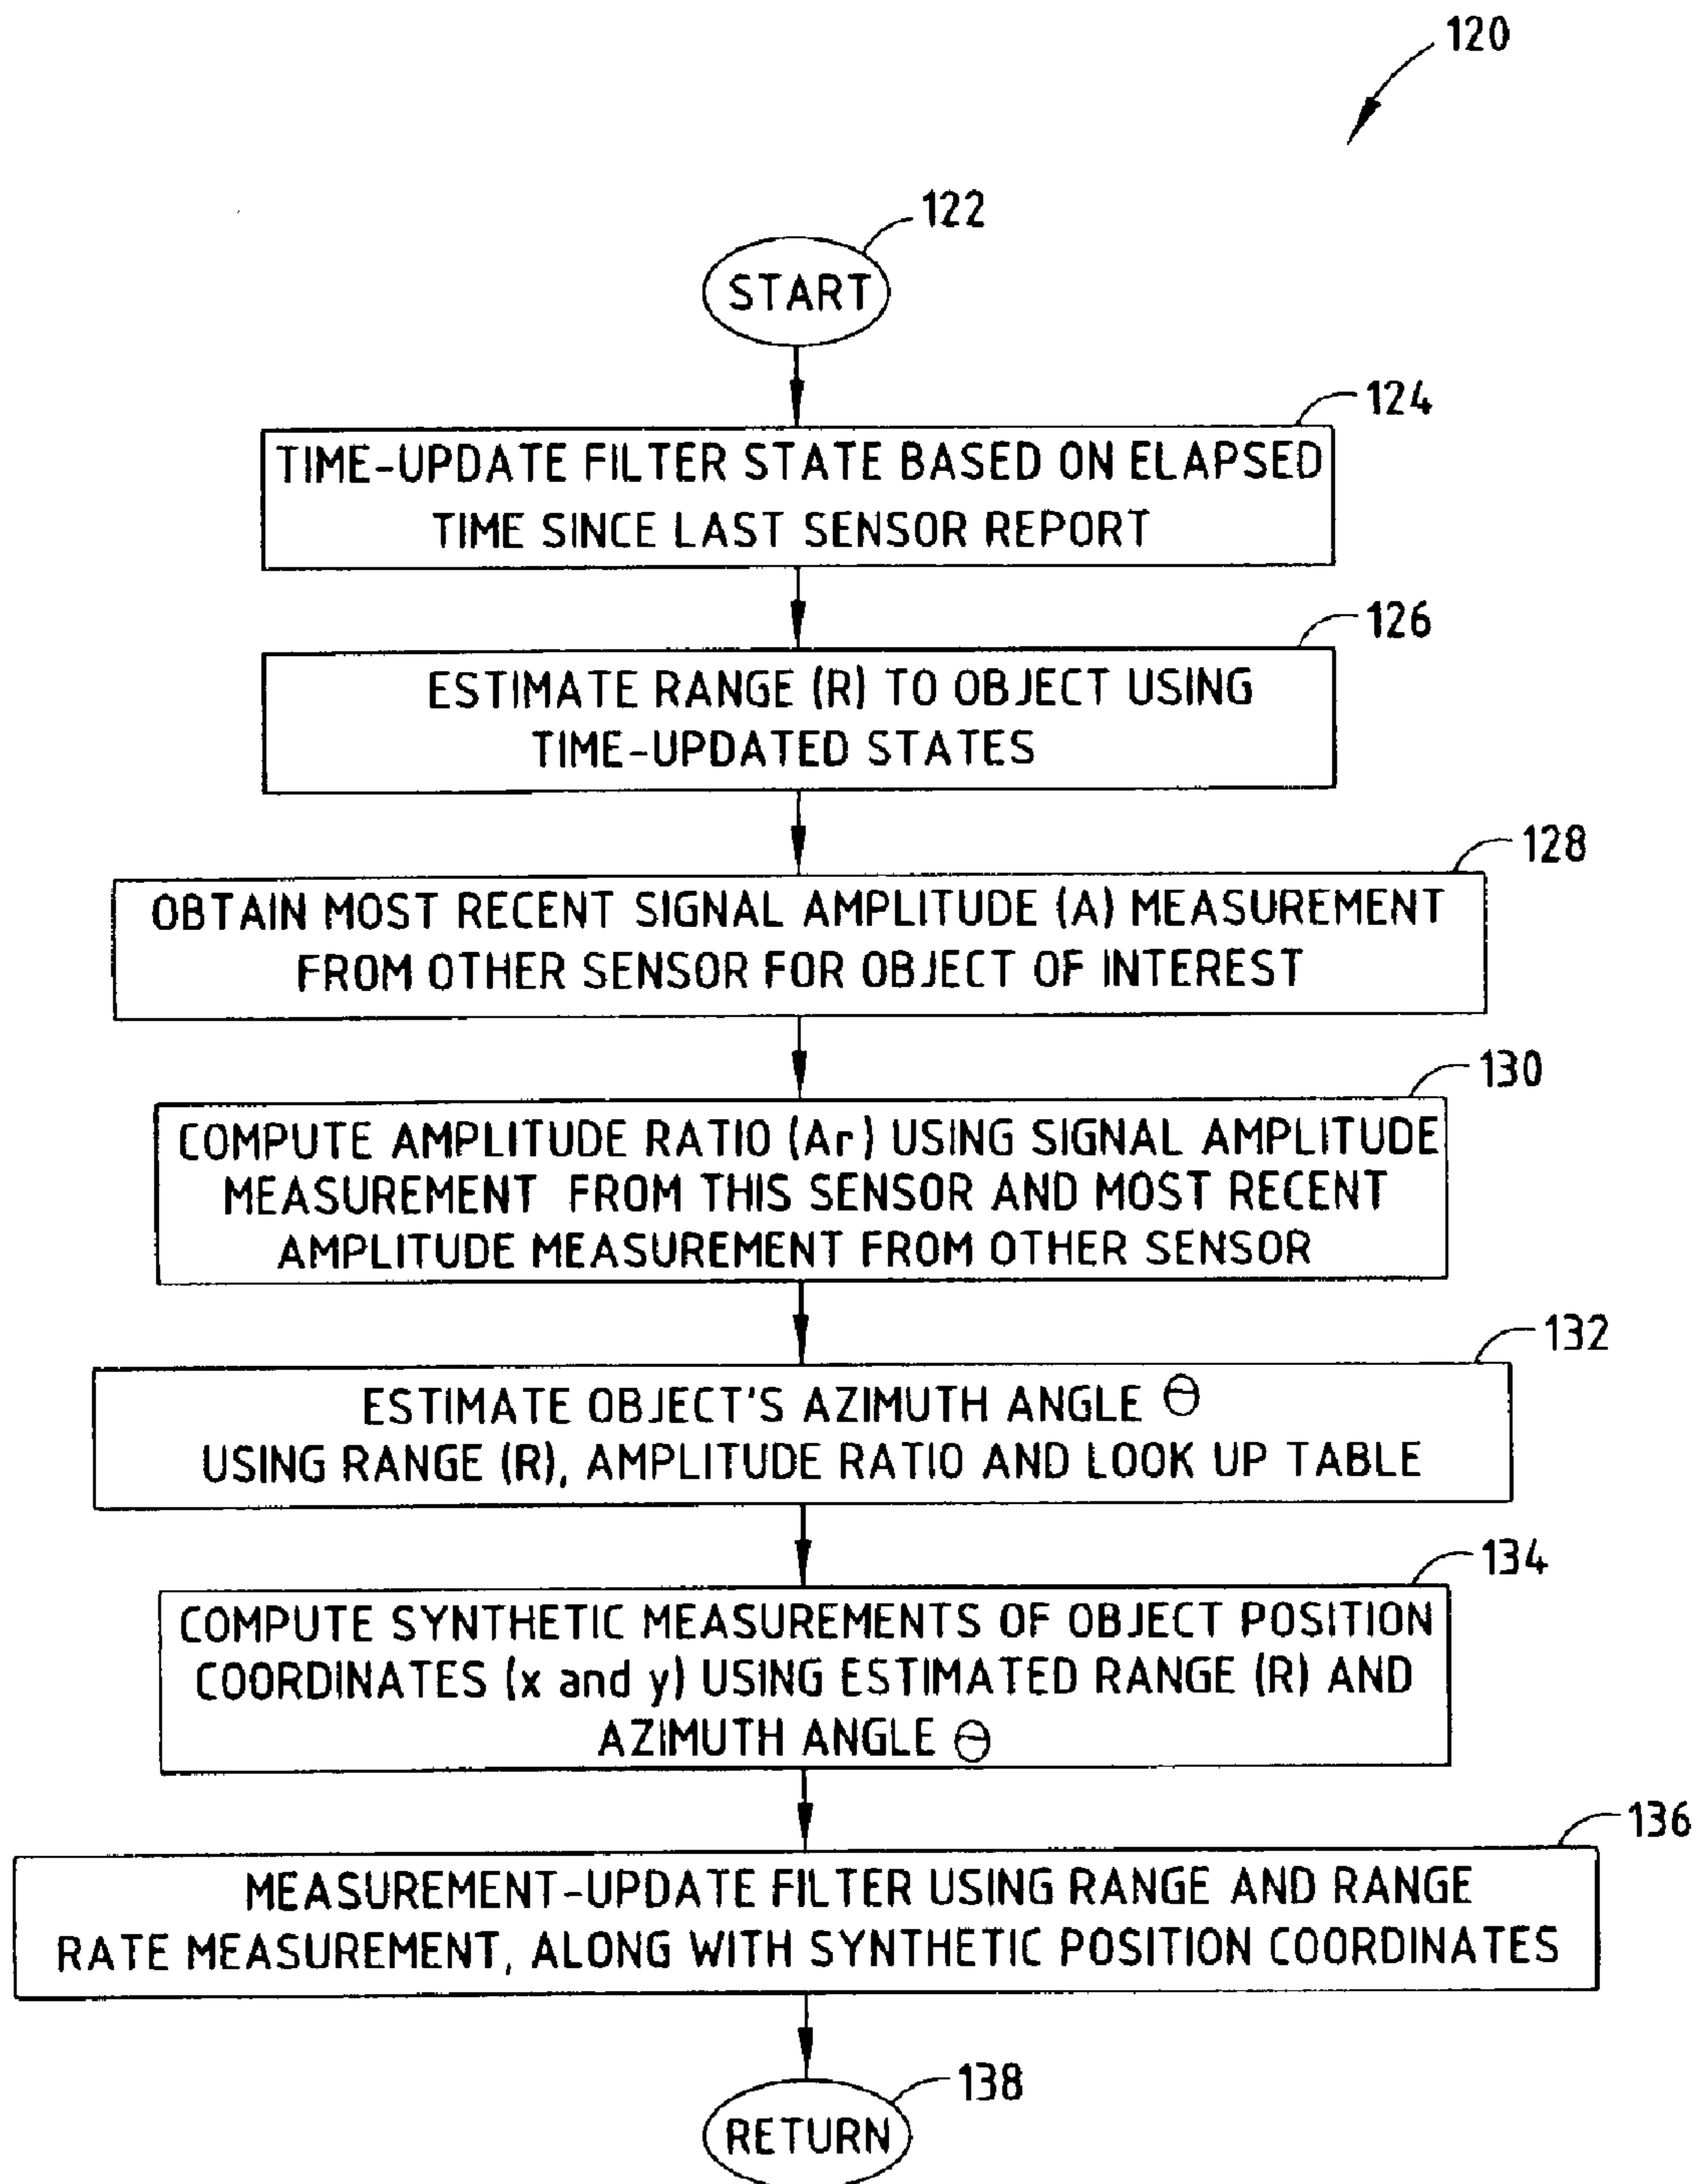 120
122
START
124
TIME-UPDATE FILTER STATE BASED ON ELAPSED
TIME SINCE LAST SENSOR REPORT
126
ESTIMATE RANGE (R) TO OBJECT USING
TIME-UPDATED STATES
128
OBTAIN MOST RECENT SIGNAL AMPLITUDE (A) MEASUREMENT
FROM OTHER SENSOR FOR OBJECT OF INTEREST
130
COMPUTE AMPLITUDE RATIO (Ar) USING SIGNAL AMPLITUDE
MEASUREMENT FROM THIS SENSOR AND MOST RECENT
AMPLITUDE MEASUREMENT FROM OTHER SENSOR
132
ESTIMATE OBJECT'S AZIMUTH ANGLE Θ
USING RANGE (R), AMPLITUDE RATIO AND LOOK UP TABLE
134
COMPUTE SYNTHETIC MEASUREMENTS OF OBJECT POSITION
COORDINATES (x and y) USING ESTIMATED RANGE (R) AND
AZIMUTH ANGLE Θ
136
MEASUREMENT-UPDATE FILTER USING RANGE AND RANGE
RATE MEASUREMENT, ALONG WITH SYNTHETIC POSITION COORDINATES
138
RETURN